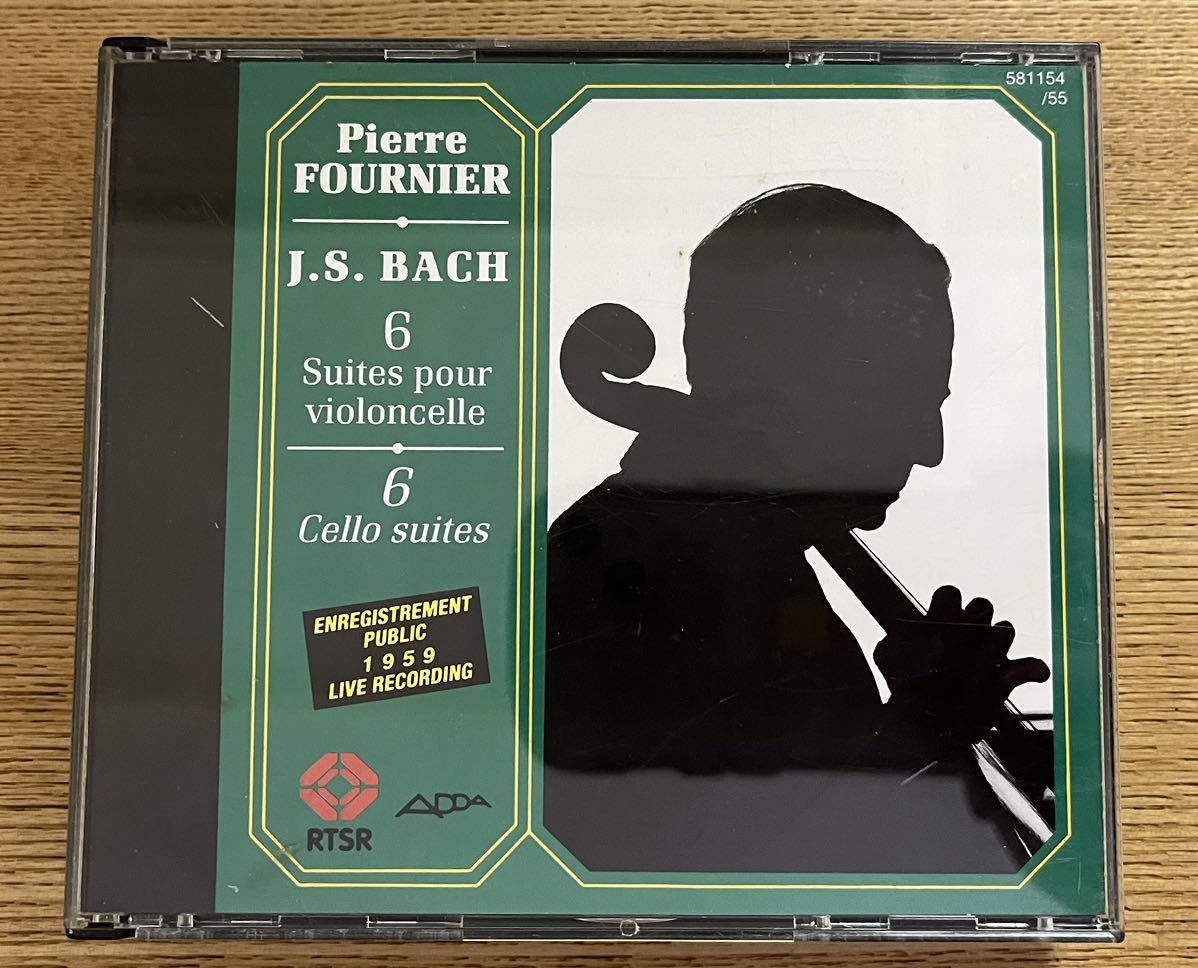 Pierre
FOURNIER
J.S. BACH
6
Suites pour
violoncelle
6
Cello suites
ENREGISTREMENT
PUBLIC
1959
LIVE RECORDING
RTSR
ADDA
581154
/55